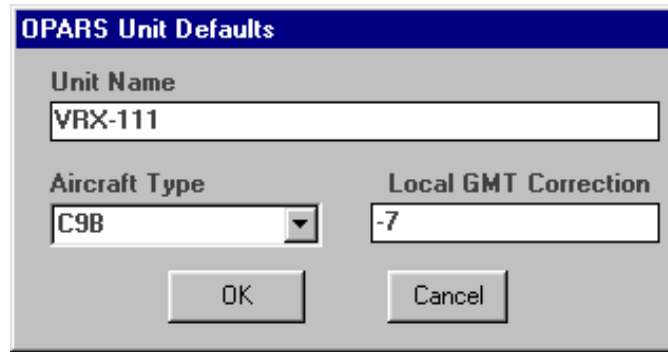 OPARS Unit Defaults
Unit Name
VRX-111
Aircraft Type Local GMT Correction
C9B -7
OK Cancel